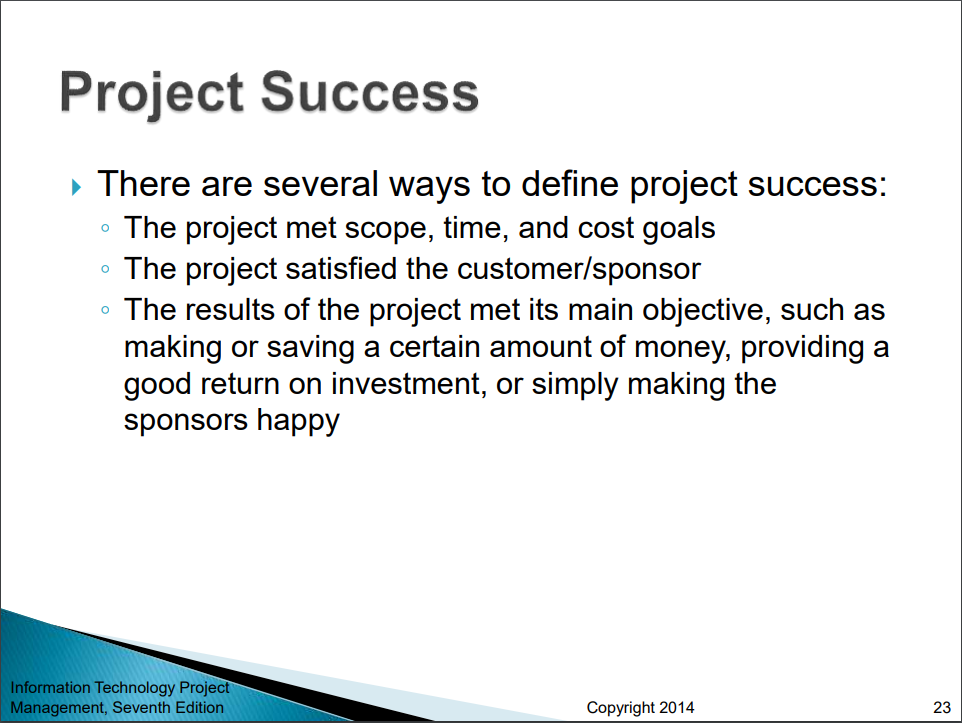 Project Success
There are several ways to define project success:
The project met scope, time, and cost goals
The project satisfied the customer/sponsor
The results of the project met its main objective, such as
making or saving a certain amount of money, providing a
good return on investment, or simply making the
sponsors happy
Information Technology Project
Management, Seventh Edition
Copyright 2014
23